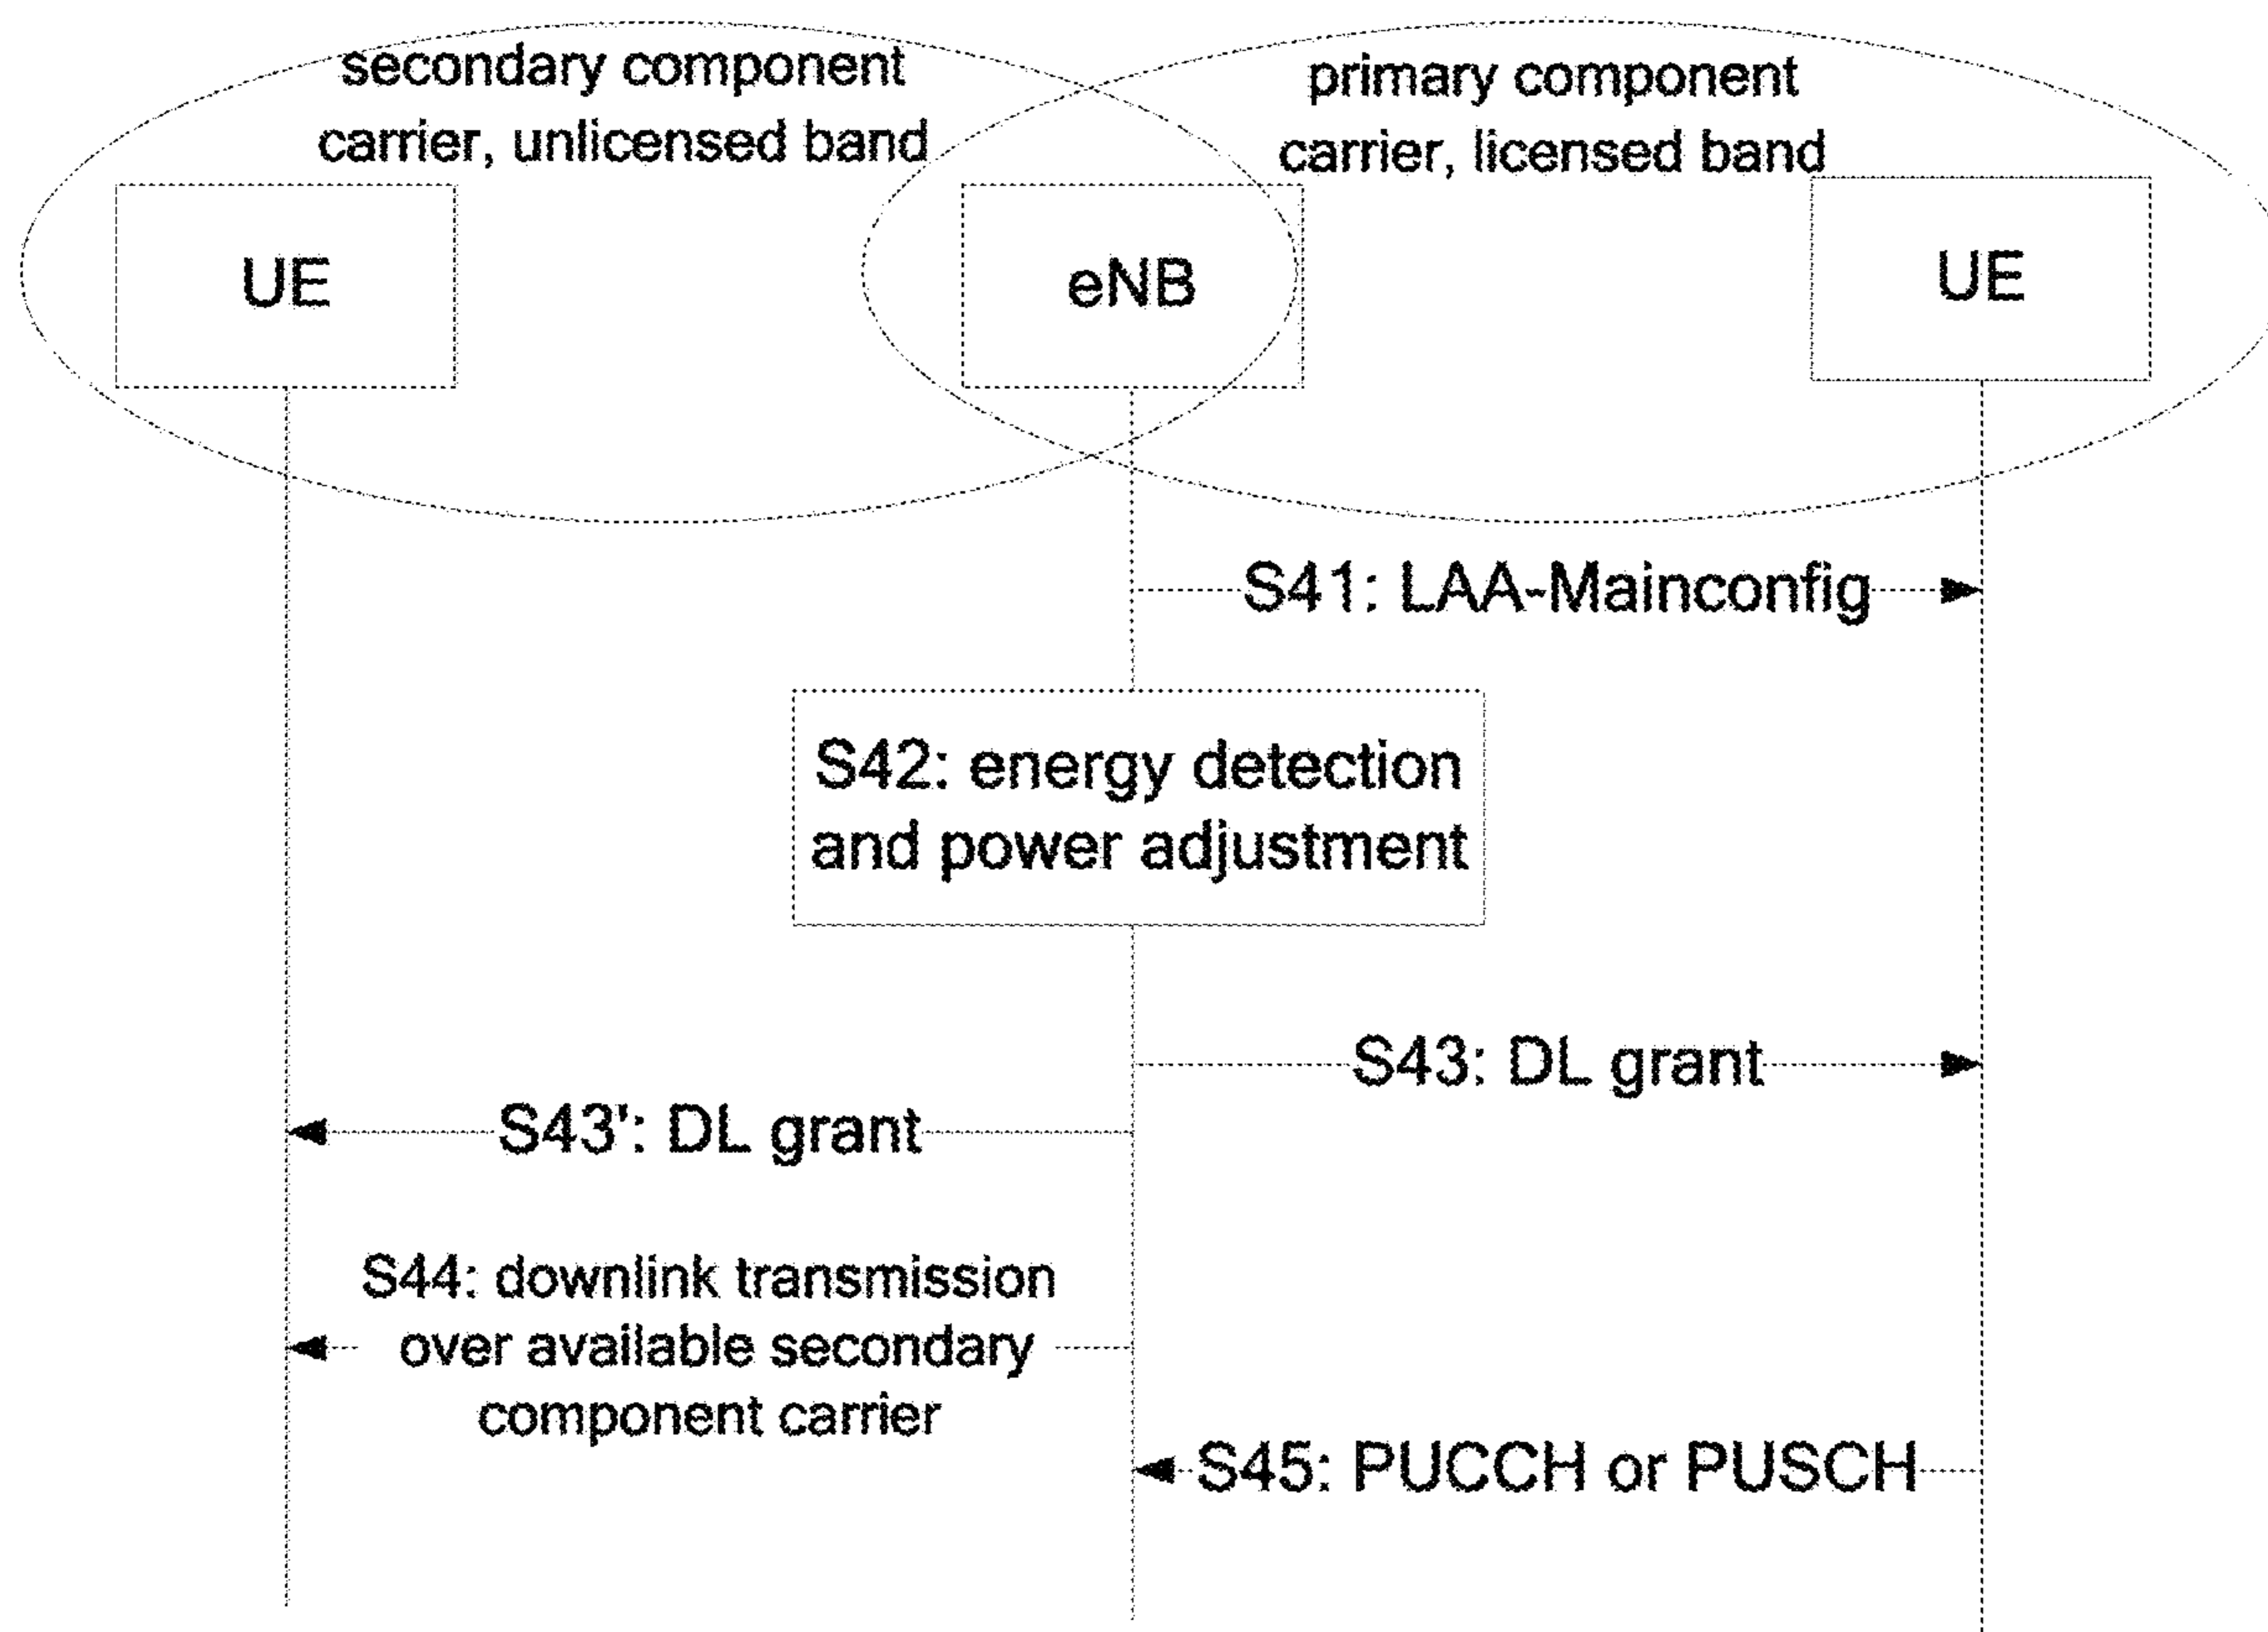 secondary component
carrier, unlicensed band
primary component
carrier, licensed band
UE
eNB
UE
S41: LAA-Mainconfig
S42: energy detection
and power adjustment
S43: DL grant
S43': DL grant
S44: downlink transmission
over available secondary
component carrier
S45: PUCCH or PUSCH